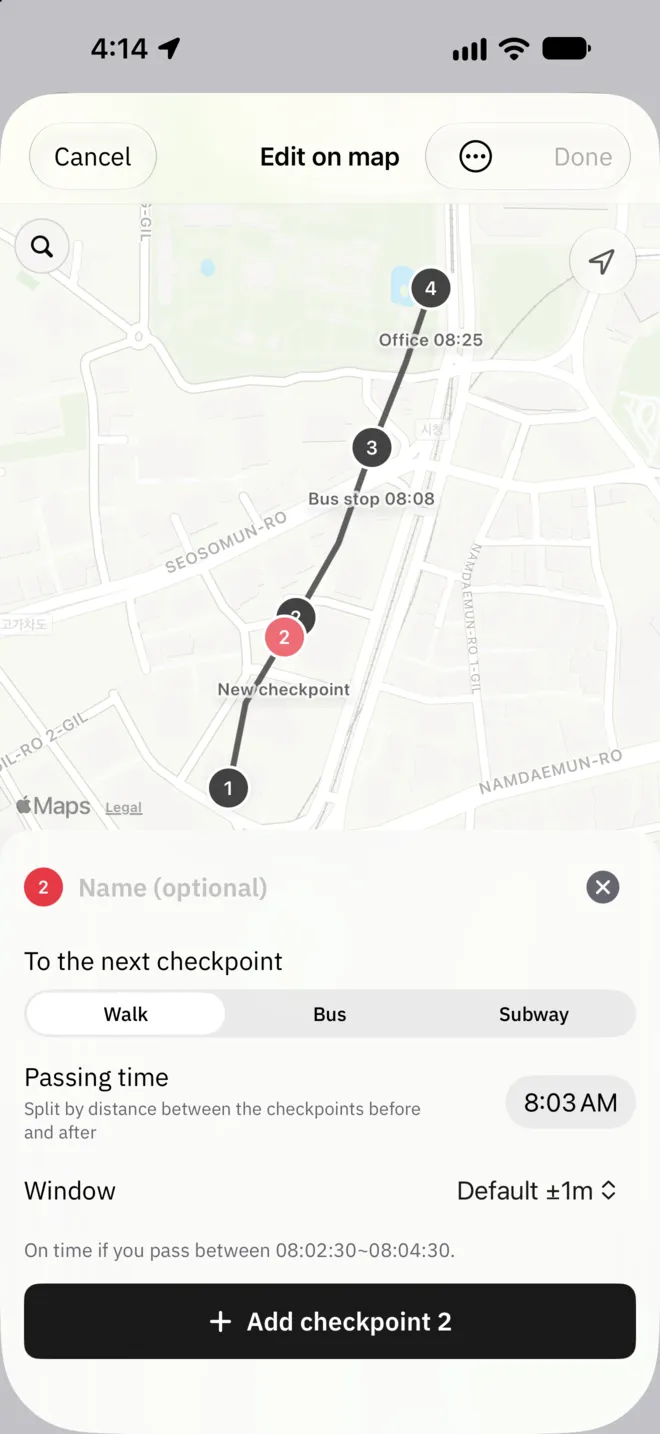 4:14
Cancel
Edit on map
Done
4
Office 08:25
3
시청
Bus stop 08:08
SEOSOMUN-RO
NAMDAEMUN-RO 1-GIL
고가차도
2
New checkpoint
1
NAMDAEMUN-RO
Maps
Legal
2
Name (optional)
To the next checkpoint
Walk
Bus
Subway
Passing time
Split by distance between the checkpoints before
and after
8:03 AM
Window
Default ±1m
On time if you pass between 08:02:30~08:04:30.
+ Add checkpoint 2